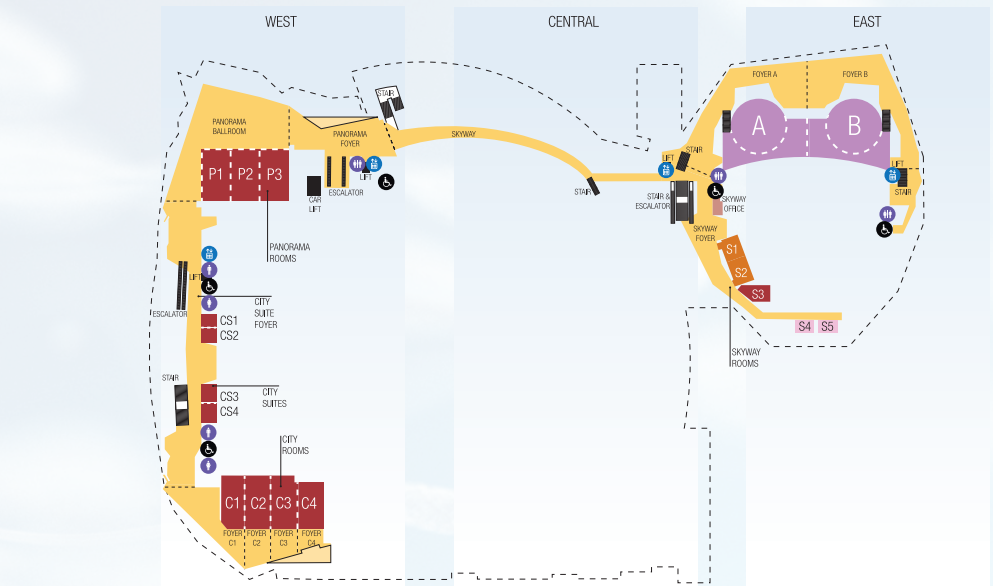 WEST
CENTRAL
EAST
PANORAMA
BALLROOM
STAIR
PANORAMA
FOYER
SKYWAY
P1
P2
P3
ESCALATOR
LIFT
CAR
LIFT
PANORAMA
ROOMS
LIFT
ESCALATOR
CITY
SUITE
FOYER
CS1
CS2
STAIR
CS3
CS4
CITY
SUITES
CITY
ROOMS
C1
C2
C3
C4
FOYER
C1
FOYER
C2
FOYER
C3
FOYER
C4
STAIR
FOYER A
FOYER B
A
B
LIFT
STAIR
STAIR &
ESCALATOR
SKYWAY
OFFICE
SKYWAY
FOYER
LIFT
STAIR
S1
S2
S3
S4
S5
SKYWAY
ROOMS